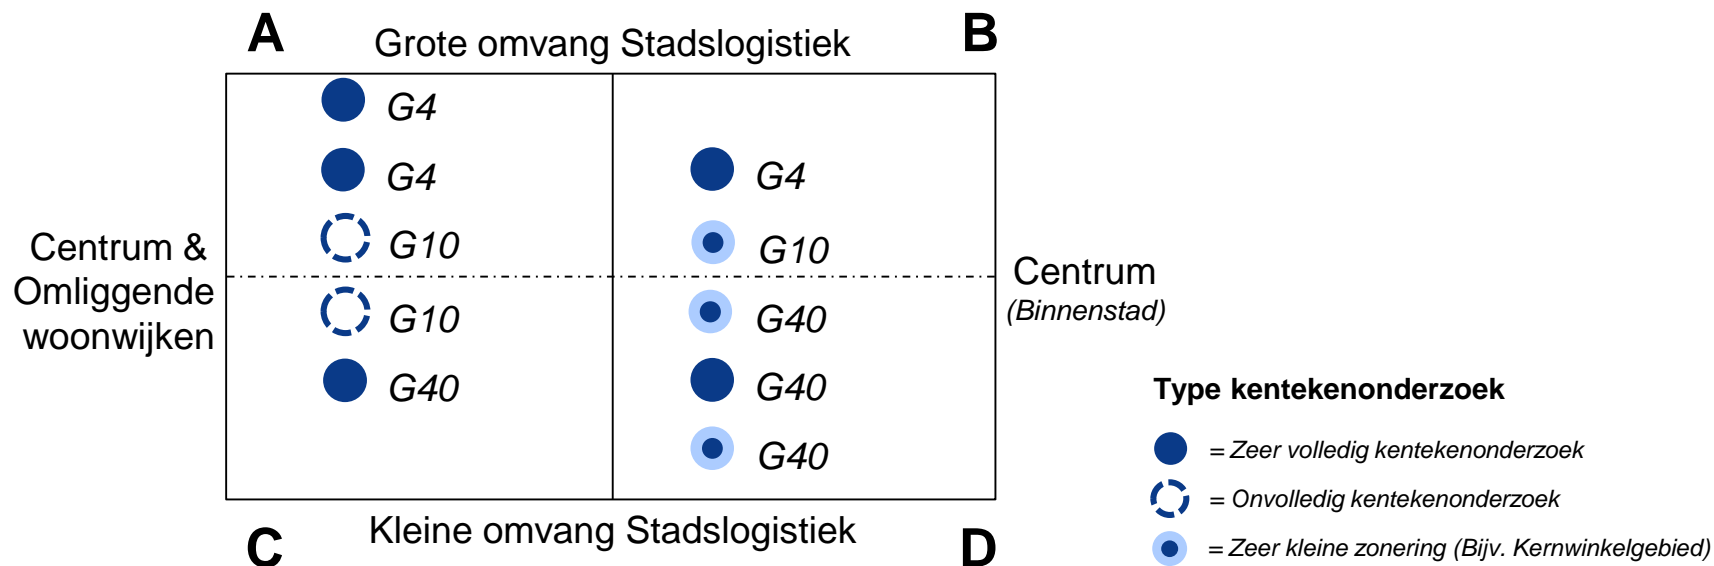 A
Grote omvang Stadslogistiek
B
G4
G4
G4
G10
G10
Centrum &
Omliggende
woonwijken
Centrum
(Binnenstad)
G10
G40
G40
G40
G40
C
Kleine omvang Stadslogistiek
D
Type kentekenonderzoek
= Zeer volledig kentekenonderzoek
= Onvolledig kentekenonderzoek
= Zeer kleine zonering (Bijv. Kernwinkelgebied)